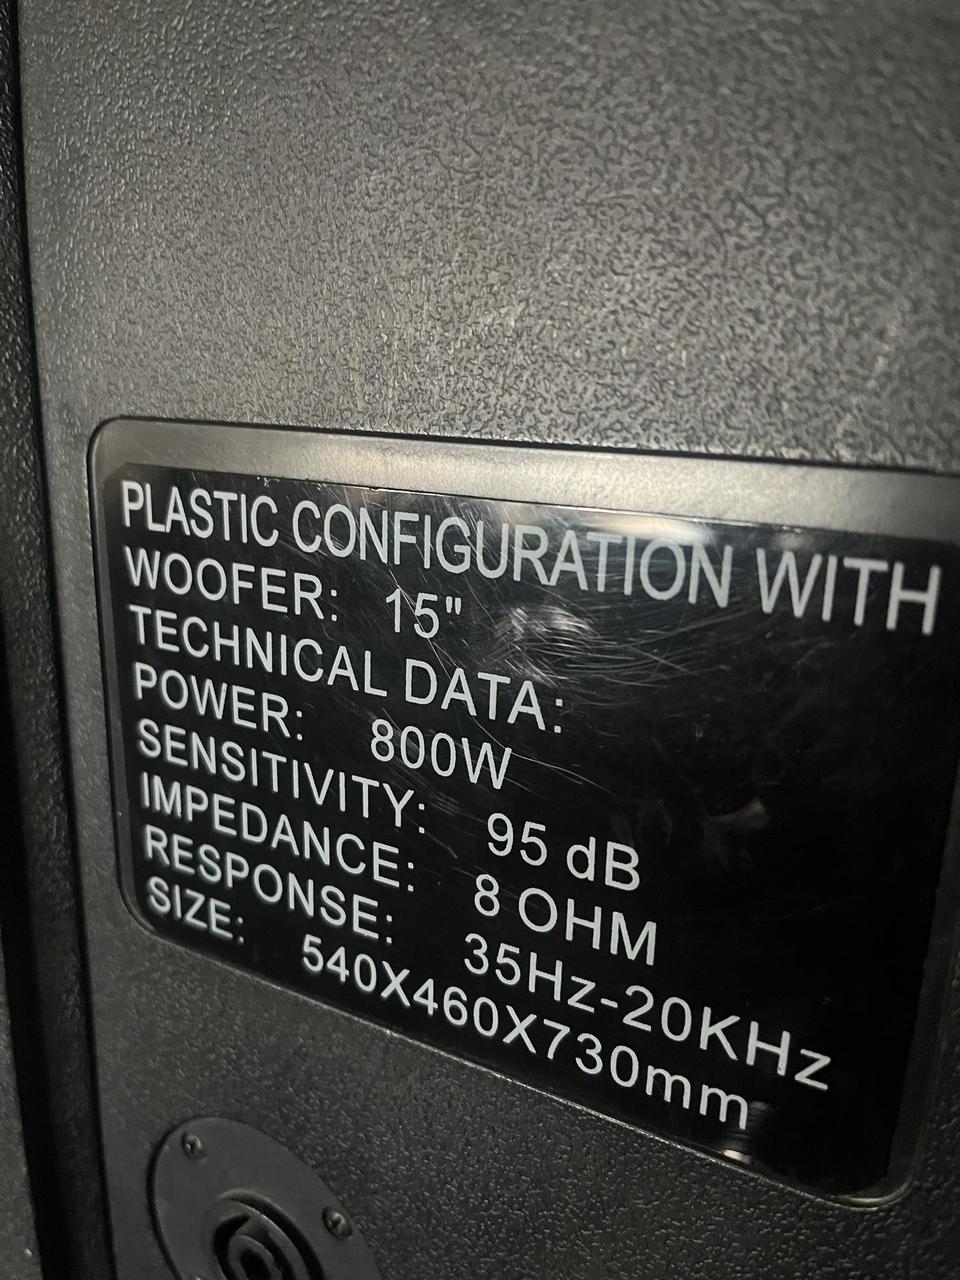 PLASTIC CONFIGURATION WITH
WOOFER: 15"
TECHNICAL DATA:
POWER: 800W
SENSITIVITY: 95 dB
IMPEDANCE: 8 OHM
RESPONSE: 35Hz-20KHz
SIZE: 540X460X730mm